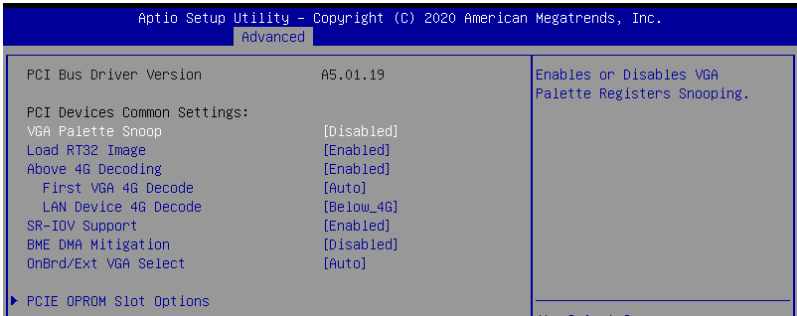 Aptio Setup Utility – Copyright (C) 2020 American Megatrends, Inc.
Advanced
PCI Bus Driver Version A5.01.19
PCI Devices Common Settings:
VGA Palette Snoop [Disabled]
Load RT32 Image [Enabled]
Above 4G Decoding [Enabled]
First VGA 4G Decode [Auto]
LAN Device 4G Decode [Below_4G]
SR-IOV Support [Enabled]
BME DMA Mitigation [Disabled]
OnBrd/Ext VGA Select [Auto]
PCIE OPROM Slot Options
Enables or Disables VGA
Palette Registers Snooping.